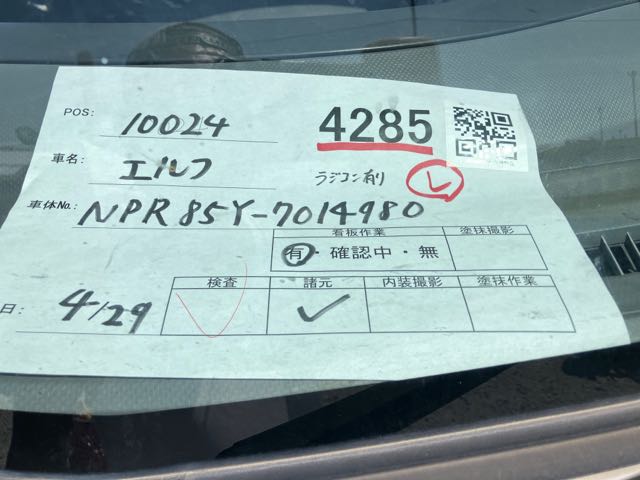 POS: 10024 4285
車名: エルフ ラジコン有り レ
車体No.: NPR85Y-7014980
看板作業 塗抹撮影
有・確認中・無
検査 諸元 内装撮影 塗抹作業
日: 4/29